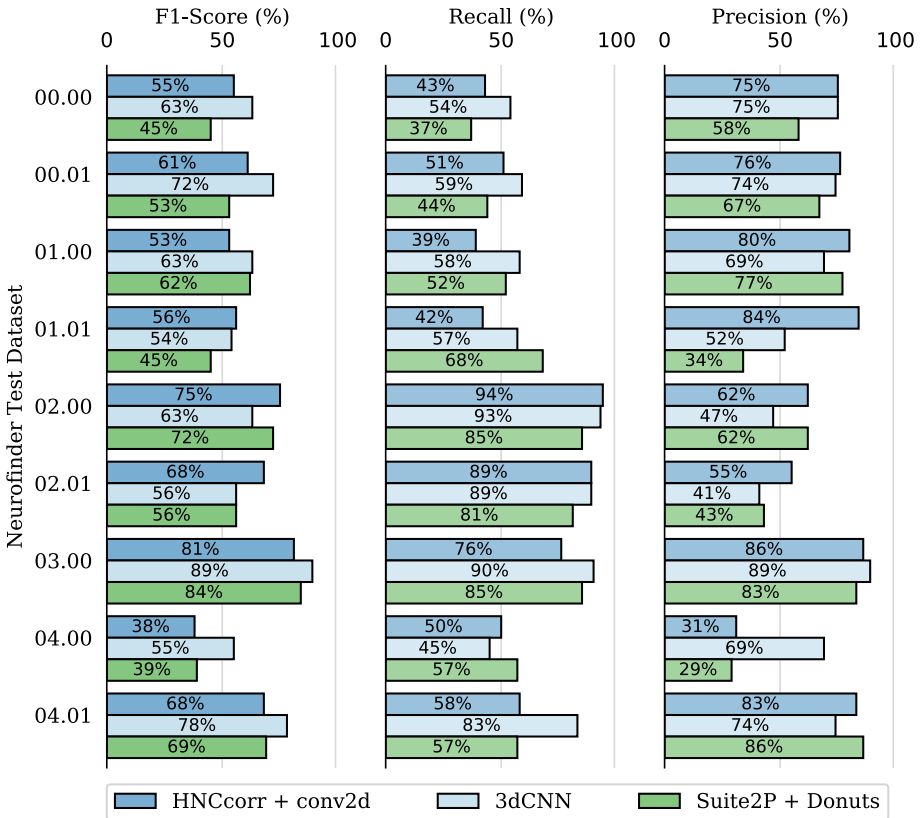 F1-Score (%) Recall (%) Precision (%)
0 50 100 0 50 100 0 50 100
Neurofinder Test Dataset
00.00
55% 43% 75%
63% 54% 75%
45% 37% 58%
00.01
61% 51% 76%
72% 59% 74%
53% 44% 67%
01.00
53% 39% 80%
63% 58% 69%
62% 52% 77%
01.01
56% 42% 84%
54% 57% 52%
45% 68% 34%
02.00
75% 94% 62%
63% 93% 47%
72% 85% 62%
02.01
68% 89% 55%
56% 89% 41%
56% 81% 43%
03.00
81% 76% 86%
89% 90% 89%
84% 85% 83%
04.00
38% 50% 31%
55% 45% 69%
39% 57% 29%
04.01
68% 58% 83%
78% 83% 74%
69% 57% 86%
HNCcorr + conv2d 3dCNN Suite2P + Donuts